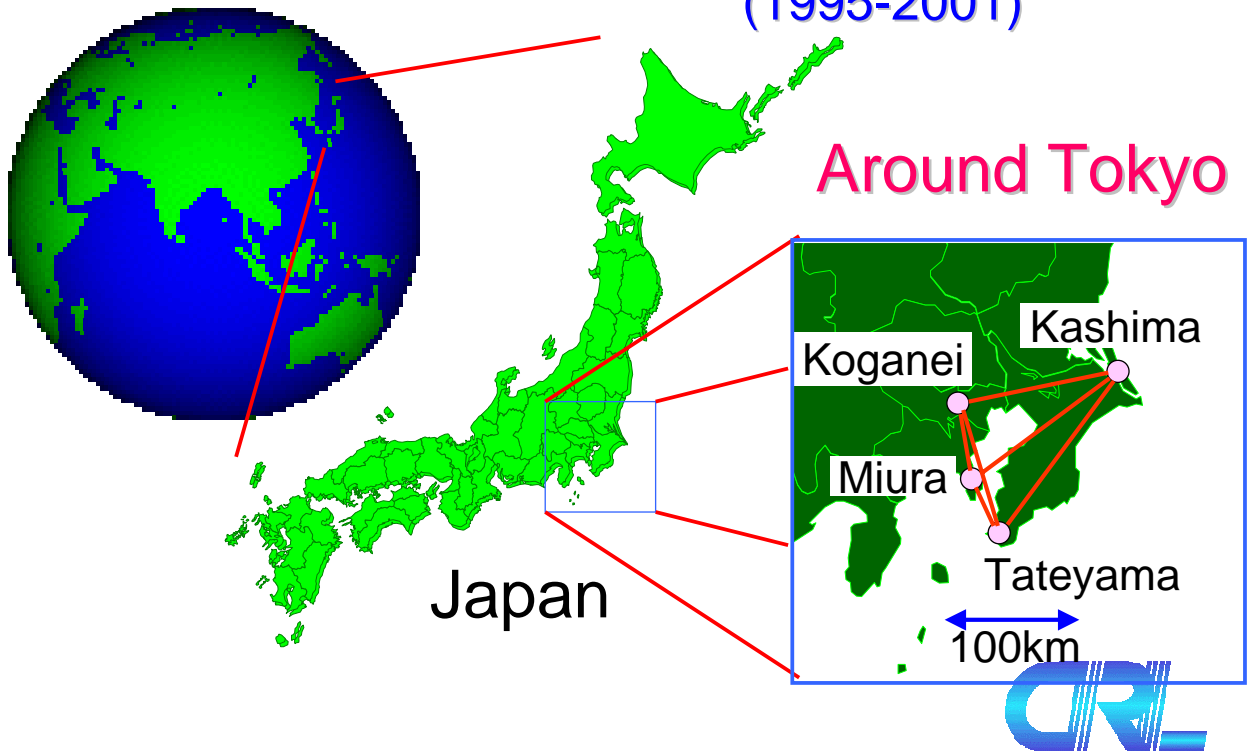 (1995-2001)
Around Tokyo
Kashima
Koganei
Miura
Tateyama
100km
Japan
CRL